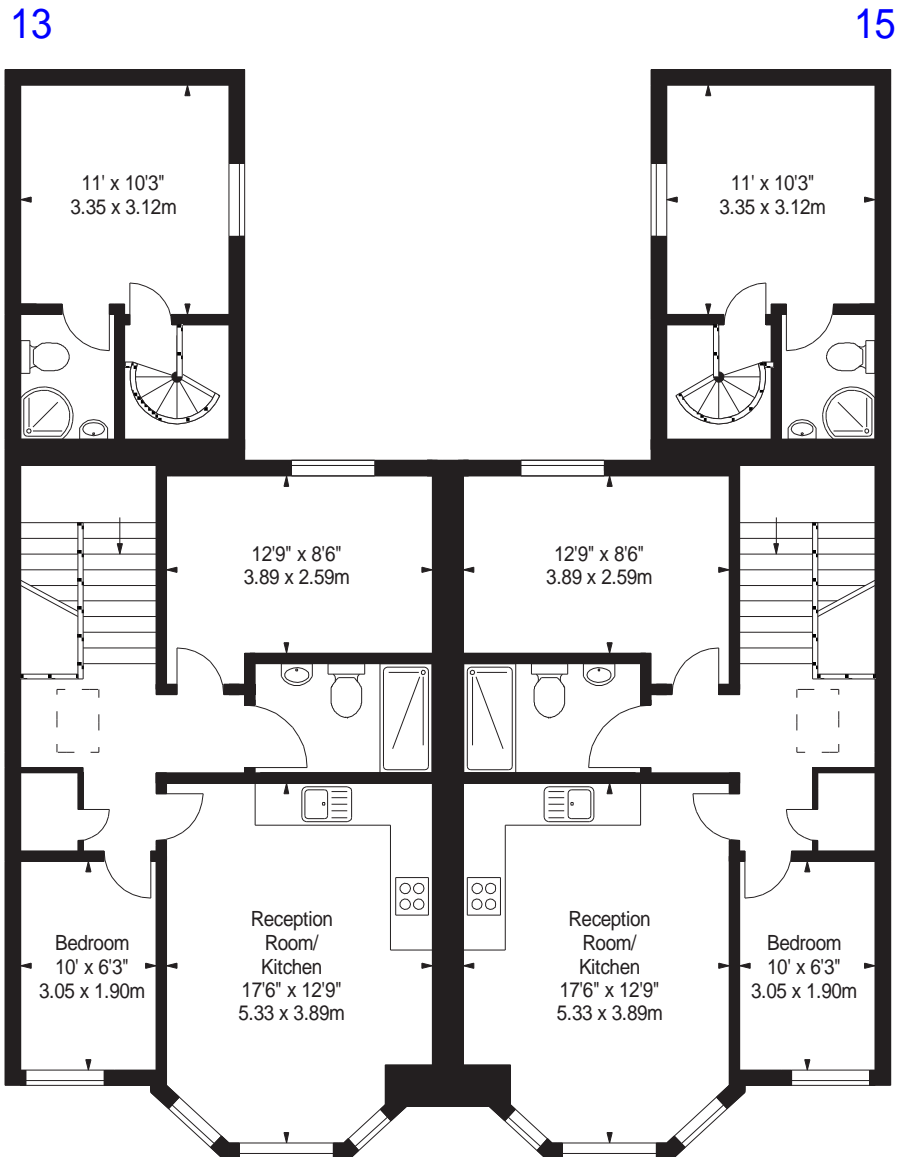 13
15
11' x 10'3"
3.35 x 3.12m
11' x 10'3"
3.35 x 3.12m
12'9" x 8'6"
3.89 x 2.59m
12'9" x 8'6"
3.89 x 2.59m
Reception
Room/
Kitchen
17'6" x 12'9"
5.33 x 3.89m
Reception
Room/
Kitchen
17'6" x 12'9"
5.33 x 3.89m
Bedroom
10' x 6'3"
3.05 x 1.90m
Bedroom
10' x 6'3"
3.05 x 1.90m